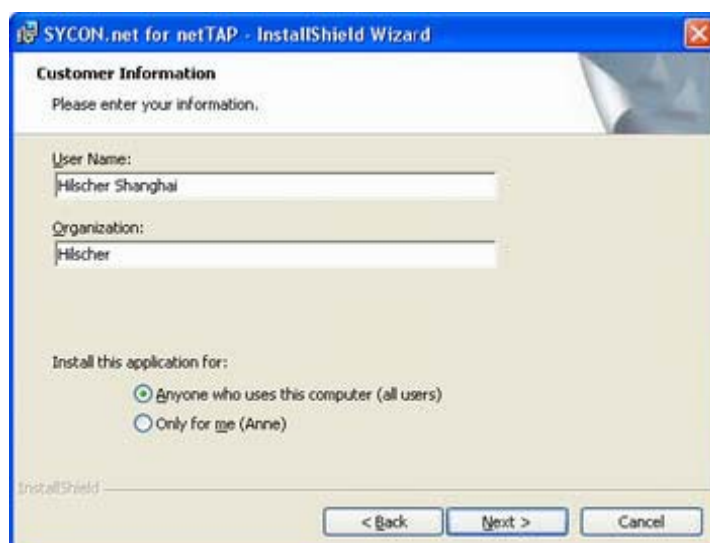 SYCON.net for netTAP - InstallShield Wizard
Customer Information
Please enter your information.
User Name:
Hilscher Shanghai
Organization:
Hilscher
Install this application for:
Anyone who uses this computer (all users)
Only for me (Anne)
InstallShield
< Back
Next >
Cancel